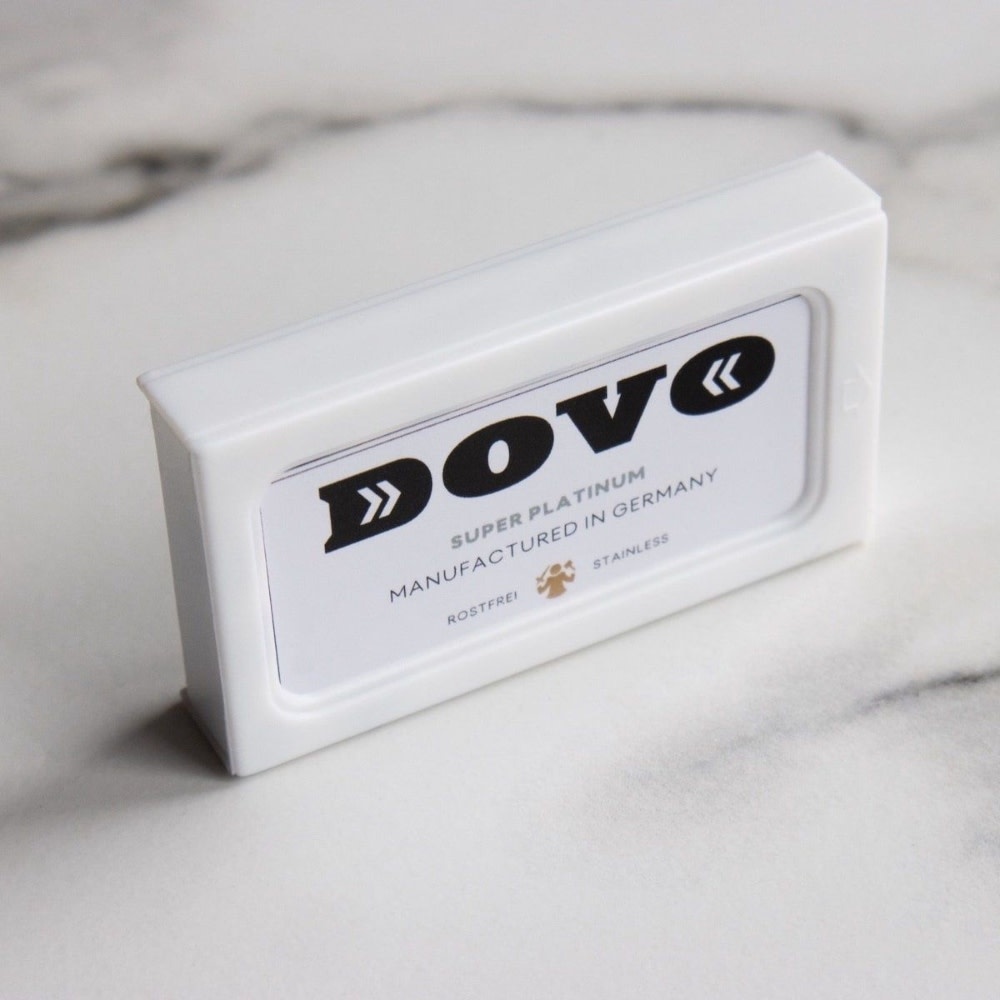 DOVO
SUPER PLATINUM
MANUFACTURED IN GERMANY
ROSTFREI STAINLESS